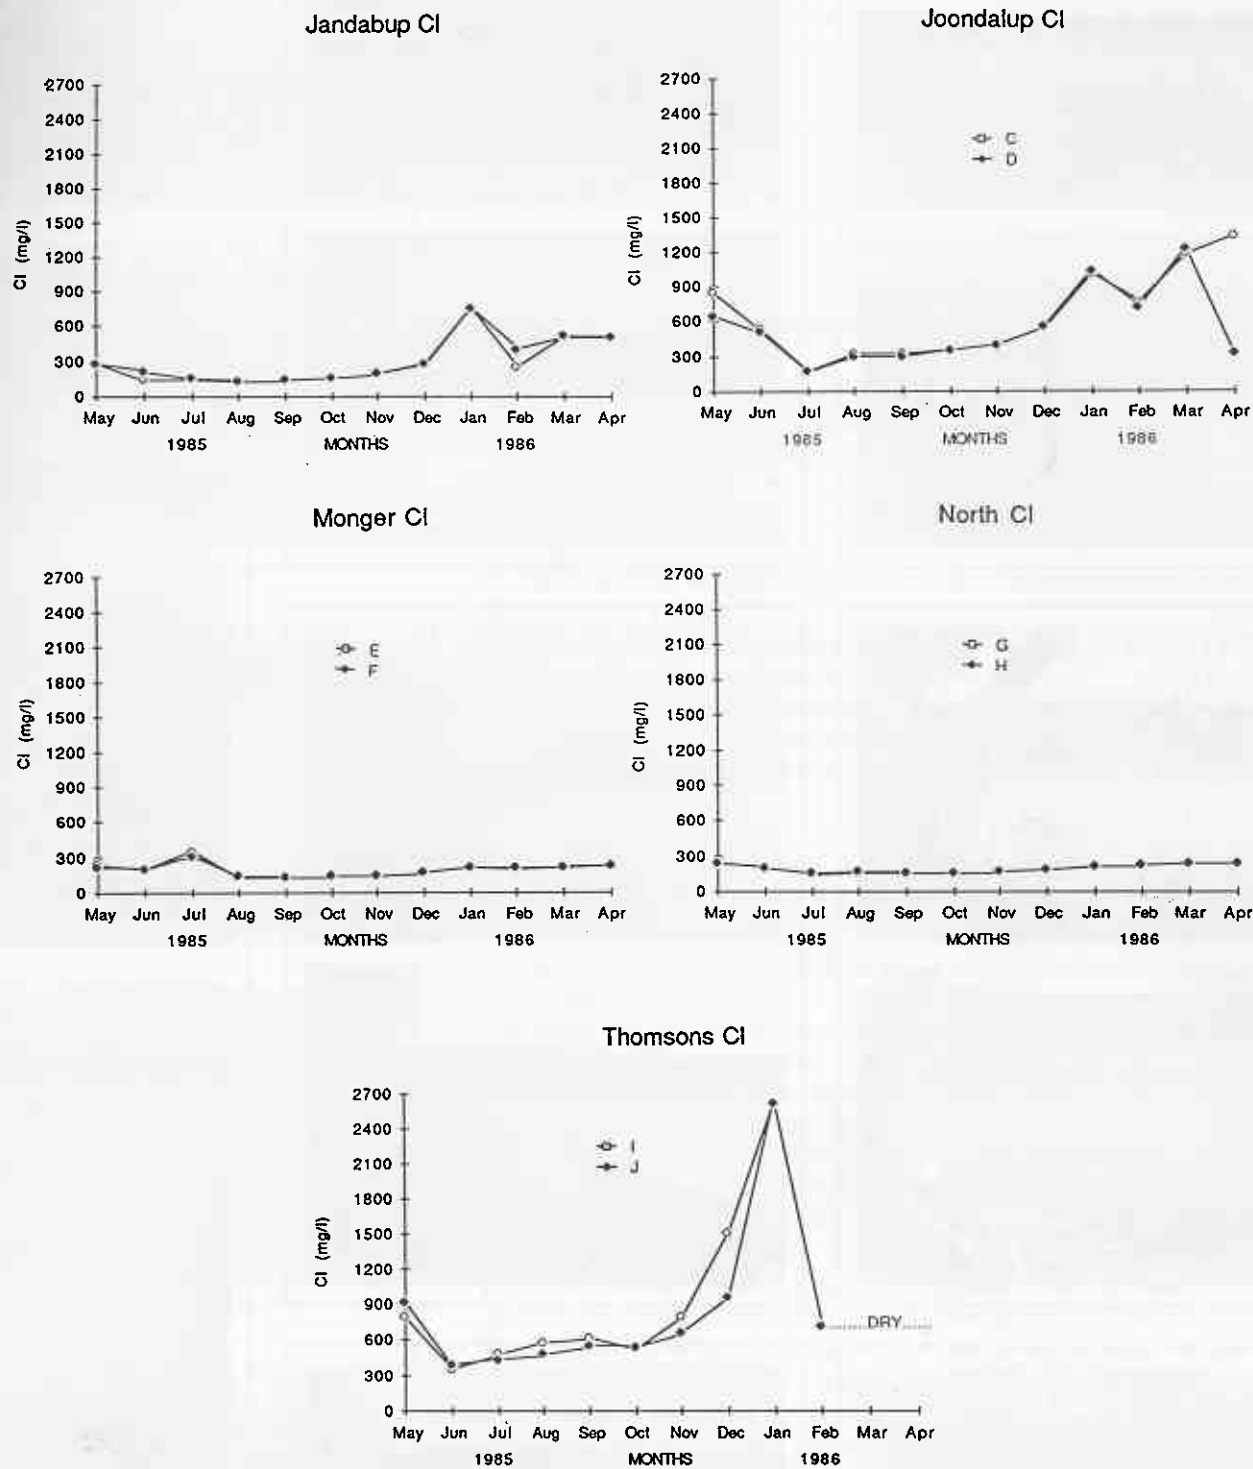 Jandabup Cl
2700
2400
2100
1800
1500
1200
900
600
300
0
Cl (mg/l)
May Jun Jul Aug Sep Oct Nov Dec Jan Feb Mar Apr
1985 MONTHS 1986
Joondalup Cl
2700
2400
2100
1800
1500
1200
900
600
300
0
Cl (mg/l)
C
D
May Jun Jul Aug Sep Oct Nov Dec Jan Feb Mar Apr
1985 MONTHS 1986
Monger Cl
2700
2400
2100
1800
1500
1200
900
600
300
0
Cl (mg/l)
E
F
May Jun Jul Aug Sep Oct Nov Dec Jan Feb Mar Apr
1985 MONTHS 1986
North Cl
2700
2400
2100
1800
1500
1200
900
600
300
0
Cl (mg/l)
G
H
May Jun Jul Aug Sep Oct Nov Dec Jan Feb Mar Apr
1985 MONTHS 1986
Thomsons Cl
2700
2400
2100
1800
1500
1200
900
600
300
0
Cl (mg/l)
I
J
DRY
May Jun Jul Aug Sep Oct Nov Dec Jan Feb Mar Apr
1985 MONTHS 1986